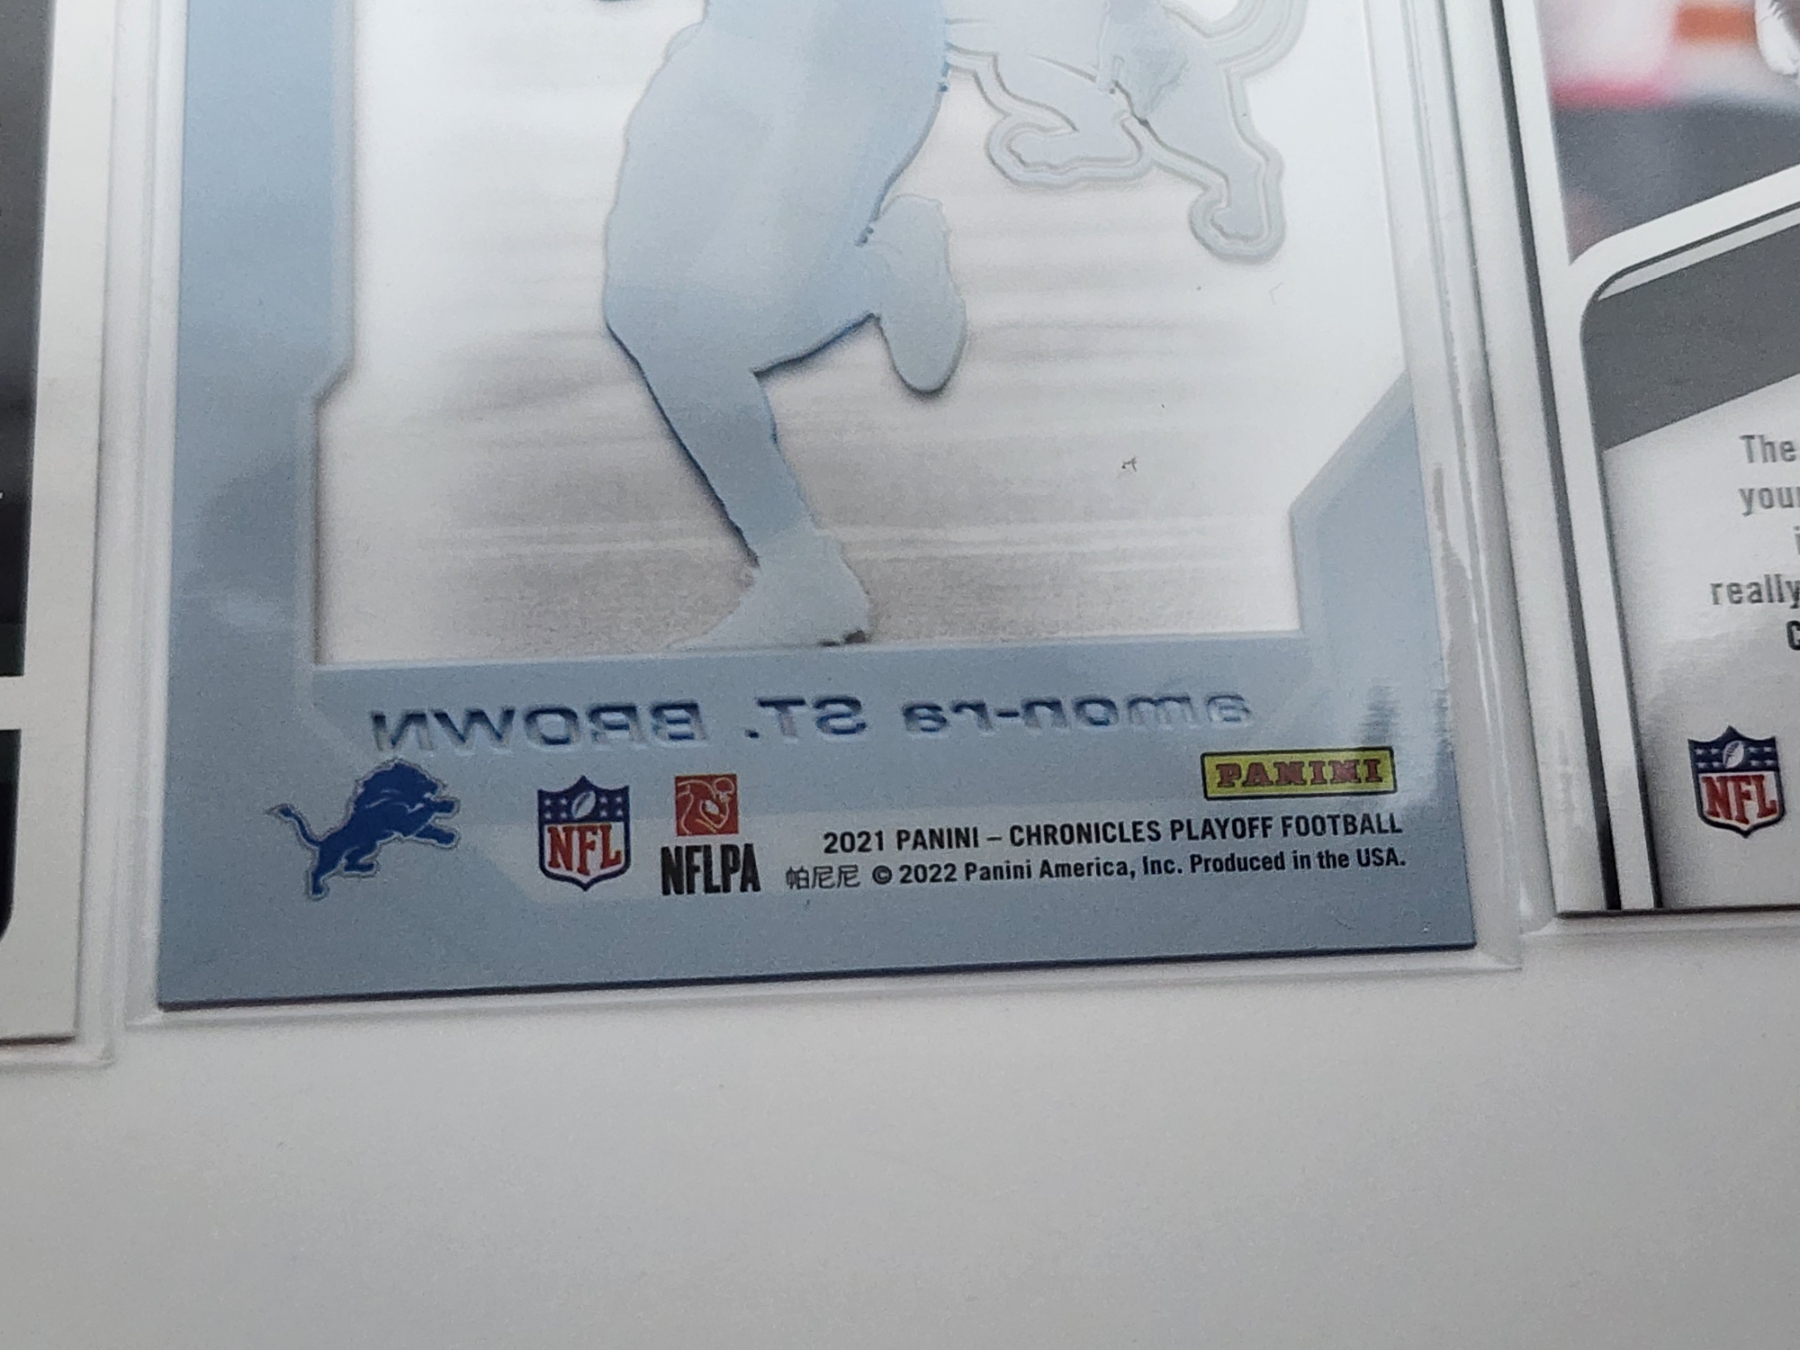 amon-ra ST. BROWN
PANINI
NFL
NFLPA
2021 PANINI – CHRONICLES PLAYOFF FOOTBALL
帕尼尼 © 2022 Panini America, Inc. Produced in the USA.
The
really
NFL